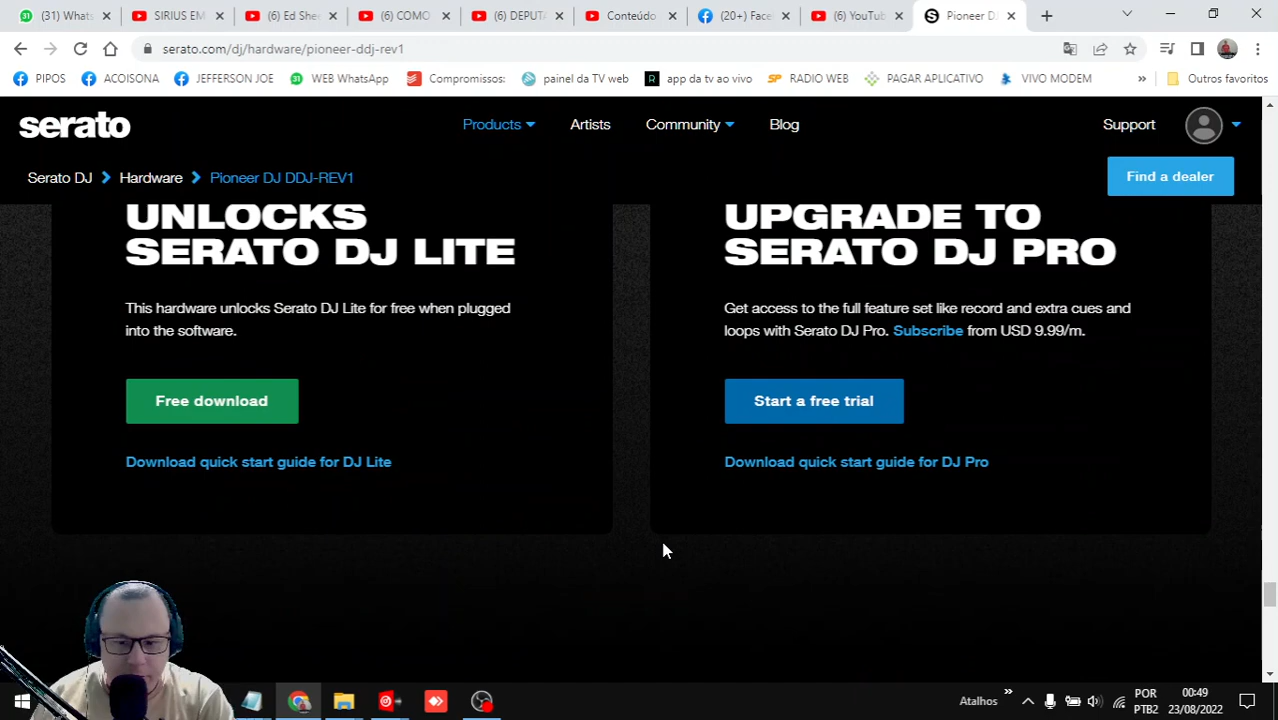 (31) Whats
SIRIUS EM
(6) Ed She
(6) COMO
(6) DEPUT
Conteúdo
(20+) Face
(6) YouTub
Pioneer D
serato.com/dj/hardware/pioneer-ddj-rev1
PIPOS
ACOISONA
JEFFERSON JOE
WEB WhatsApp
Compromissos:
painel da TV web
app da tv ao vivo
RADIO WEB
PAGAR APLICATIVO
VIVO MODEM
»
Outros favoritos
serato
Products
Artists
Community
Blog
Support
Serato DJ
Hardware
Pioneer DJ DDJ-REV1
Find a dealer
UNLOCKS
SERATO DJ LITE
This hardware unlocks Serato DJ Lite for free when plugged
into the software.
Free download
Download quick start guide for DJ Lite
UPGRADE TO
SERATO DJ PRO
Get access to the full feature set like record and extra cues and
loops with Serato DJ Pro. Subscribe from USD 9.99/m.
Start a free trial
Download quick start guide for DJ Pro
Atalhos
»
POR
PTB2
00:49
23/08/2022